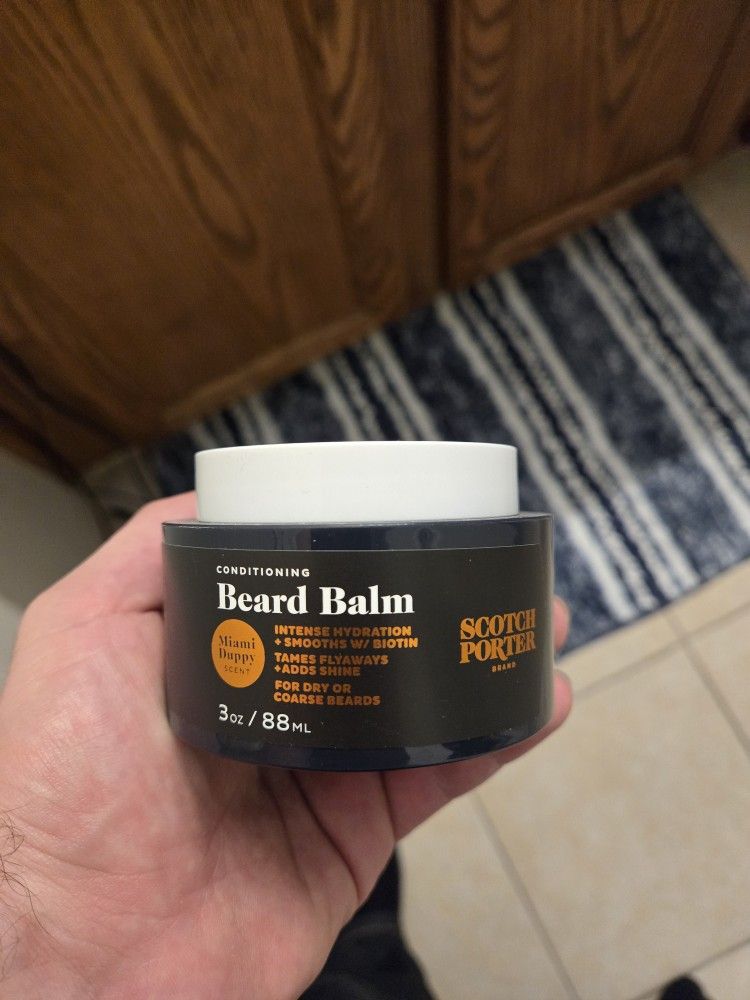 CONDITIONING
Beard Balm
Miami
Duppy
SCENT
INTENSE HYDRATION
+ SMOOTHS W/ BIOTIN
TAMES FLYAWAYS
+ADDS SHINE
FOR DRY OR
COARSE BEARDS
3 OZ / 88 ML
SCOTCH
PORTER
BRAND